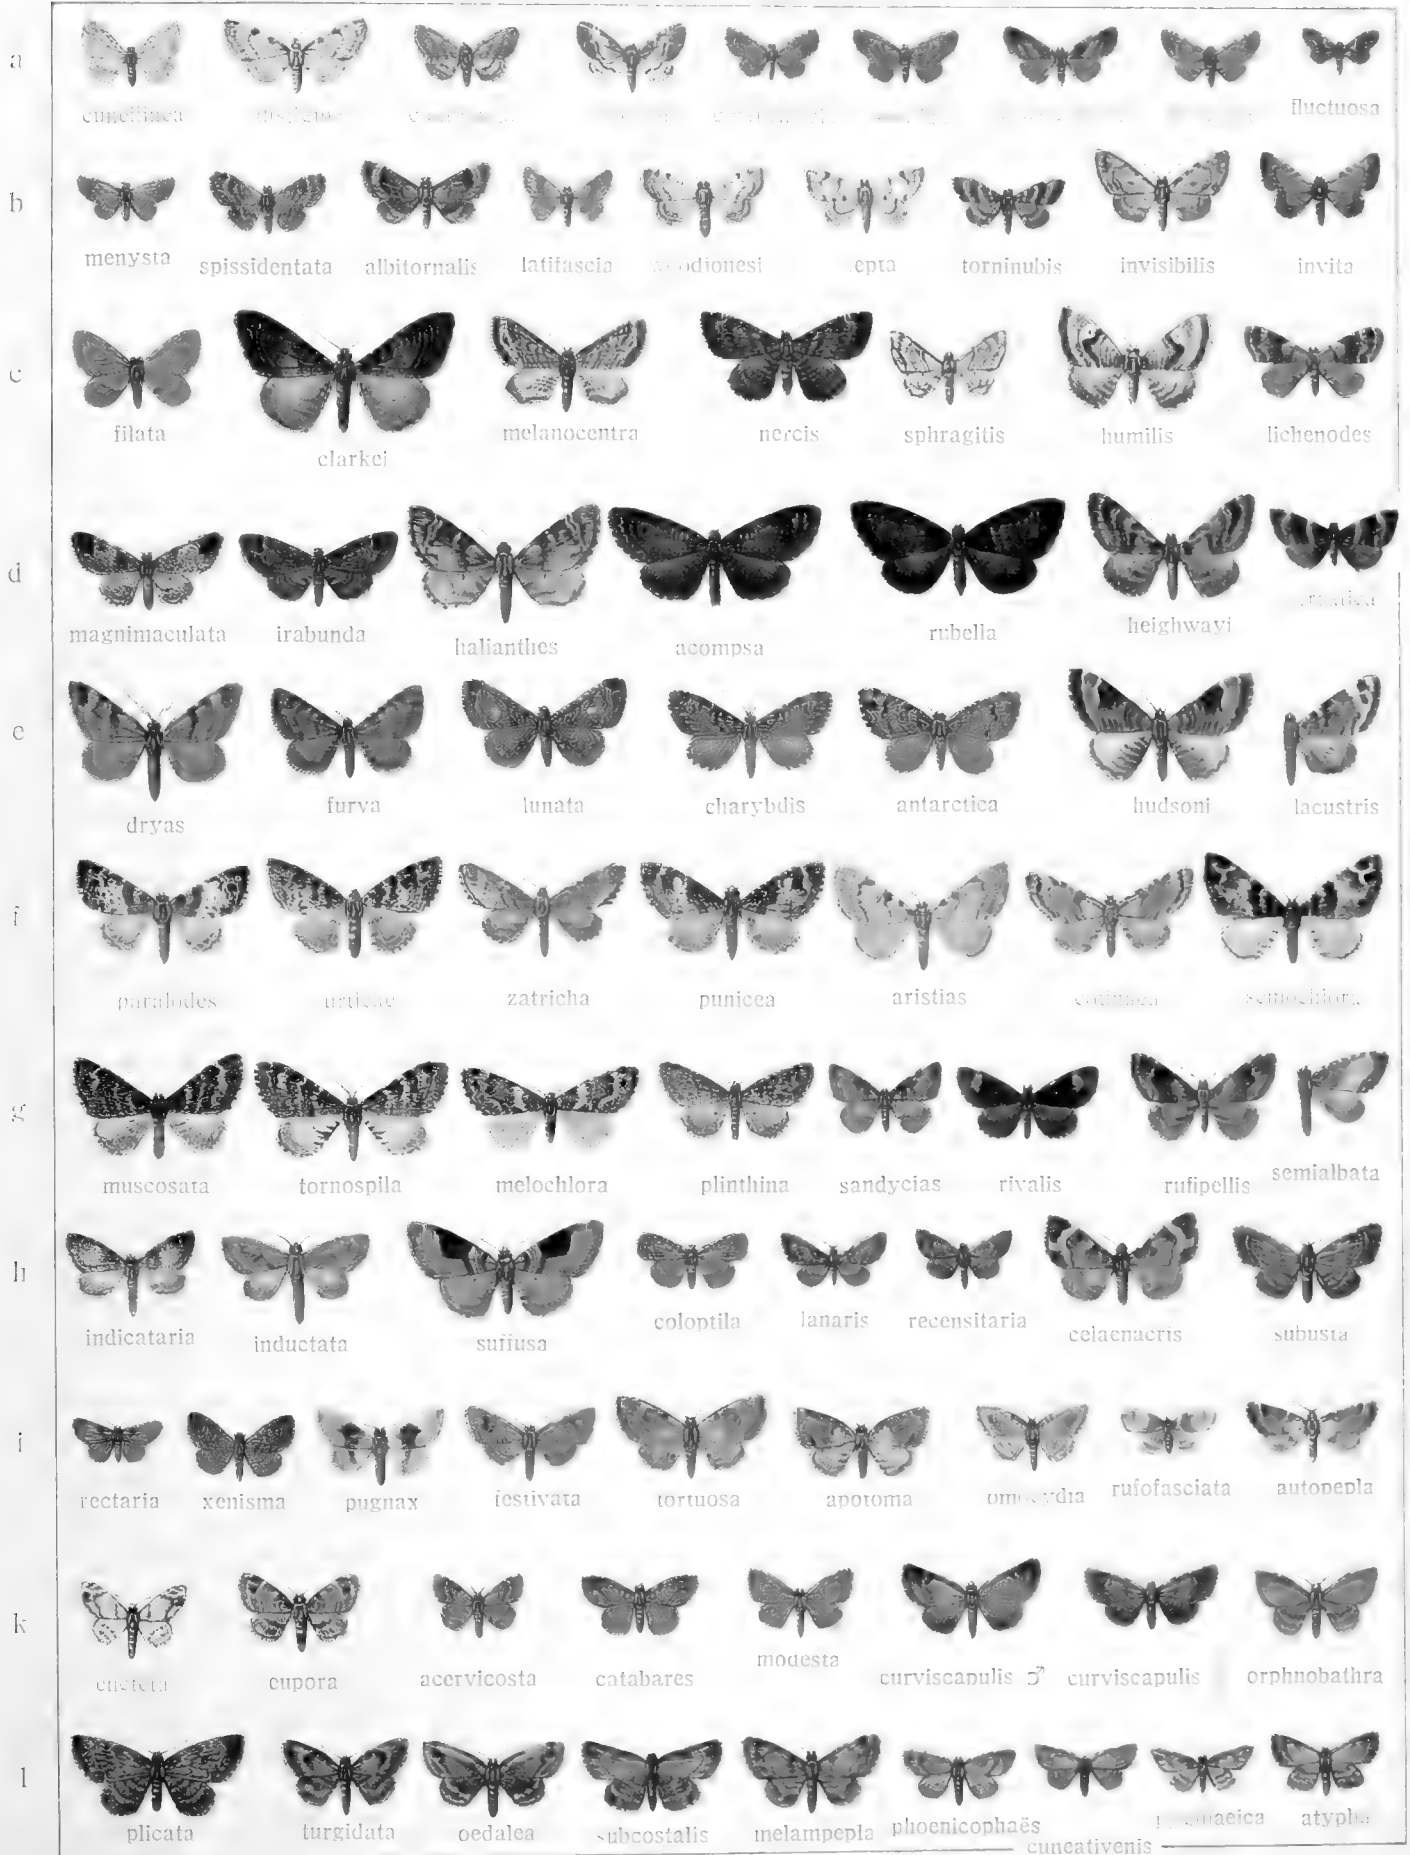 a
fluctuosa
b
menysta spissidentata albitornalis latifascia torninubis invisibilis invita
c
filata clarkei melanocentra nercis sphragitis humilis lichenodes
d
magnimaculata irabunda halianthes acompsa rubella heighwayi
e
dryas furva lunata charybdis antarctica hudsoni lacustris
f
paralodes urticae zatricha punicea aristias semochlora
g
muscosata tornospila melochlora plinthina sandycias rivalis rufipellis semialbata
h
indicataria inductata suffusa coloptila lanaris recensitaria celaenacris subusta
i
rectaria xenisma pugnax festivata tortuosa apotoma rufofasciata autopepla
k
eupora acervicosta catabares modesta curviscapulis ♂ curviscapulis orphnobathra
l
plicata turgidata oedalea subcostalis melampepla phoenicophaës cuneativenis